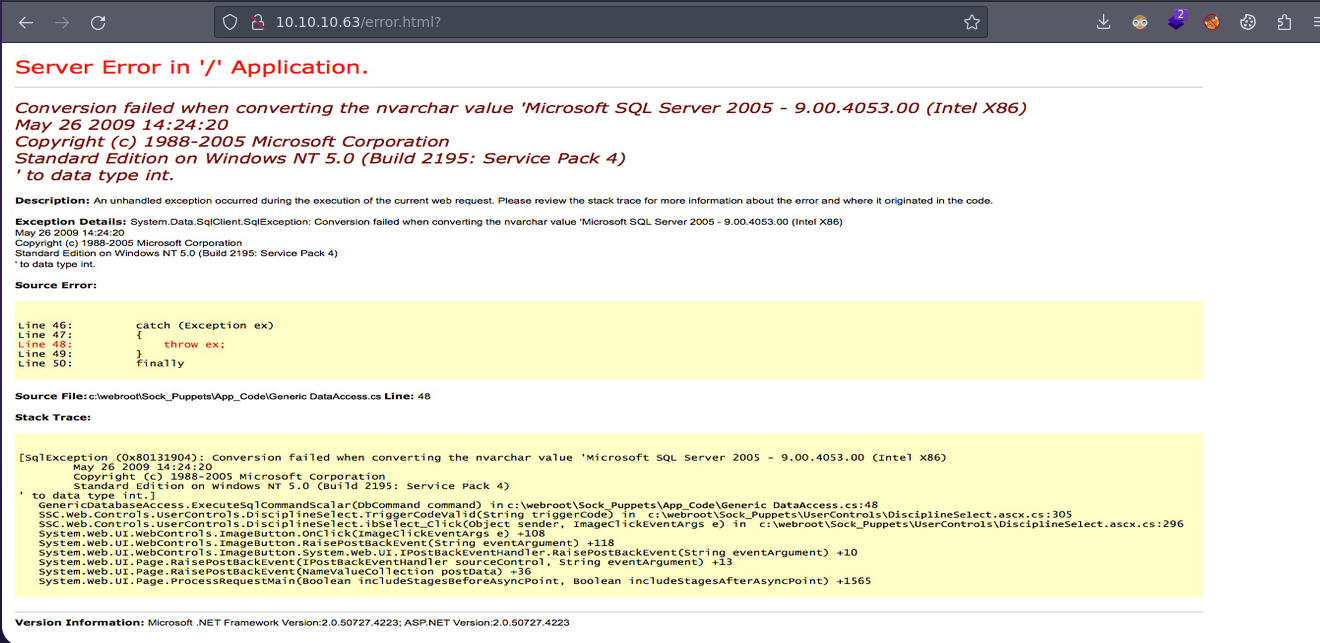 10.10.10.63/error.html?
2
Server Error in '/' Application.
Conversion failed when converting the nvarchar value 'Microsoft SQL Server 2005 - 9.00.4053.00 (Intel X86)
May 26 2009 14:24:20
Copyright (c) 1988-2005 Microsoft Corporation
Standard Edition on Windows NT 5.0 (Build 2195: Service Pack 4)
' to data type int.
Description: An unhandled exception occurred during the execution of the current web request. Please review the stack trace for more information about the error and where it originated in the code.
Exception Details: System.Data.SqlClient.SqlException: Conversion failed when converting the nvarchar value 'Microsoft SQL Server 2005 - 9.00.4053.00 (Intel X86)
May 26 2009 14:24:20
Copyright (c) 1988-2005 Microsoft Corporation
Standard Edition on Windows NT 5.0 (Build 2195: Service Pack 4)
' to data type int.
Source Error:
Line 46: catch (Exception ex)
Line 47: {
Line 48: throw ex;
Line 49: }
Line 50: finally
Source File: c:\webroot\Sock_Puppets\App_Code\Generic DataAccess.cs Line: 48
Stack Trace:
[SqlException (0x80131904): Conversion failed when converting the nvarchar value 'Microsoft SQL Server 2005 - 9.00.4053.00 (Intel X86)
May 26 2009 14:24:20
Copyright (c) 1988-2005 Microsoft Corporation
Standard Edition on Windows NT 5.0 (Build 2195: Service Pack 4)
' to data type int.]
GenericDatabaseAccess.ExecuteSqlCommandScalar(DbCommand command) in c:\webroot\Sock_Puppets\App_Code\Generic DataAccess.cs:48
SSC.Web.Controls.UserControls.DisciplineSelect.TriggerCodeValid(String triggerCode) in c:\webroot\Sock_Puppets\UserControls\DisciplineSelect.ascx.cs:305
SSC.Web.Controls.UserControls.DisciplineSelect.ibSelect_Click(Object sender, ImageClickEventArgs e) in c:\webroot\Sock_Puppets\UserControls\DisciplineSelect.ascx.cs:296
System.Web.UI.WebControls.ImageButton.OnClick(ImageClickEventArgs e) +108
System.Web.UI.WebControls.ImageButton.RaisePostBackEvent(String eventArgument) +118
System.Web.UI.WebControls.ImageButton.System.Web.UI.IPostBackEventHandler.RaisePostBackEvent(String eventArgument) +10
System.Web.UI.Page.RaisePostBackEvent(IPostBackEventHandler sourceControl, String eventArgument) +13
System.Web.UI.Page.RaisePostBackEvent(NameValueCollection postData) +36
System.Web.UI.Page.ProcessRequestMain(Boolean includeStagesBeforeAsyncPoint, Boolean includeStagesAfterAsyncPoint) +1565
Version Information: Microsoft .NET Framework Version:2.0.50727.4223; ASP.NET Version:2.0.50727.4223